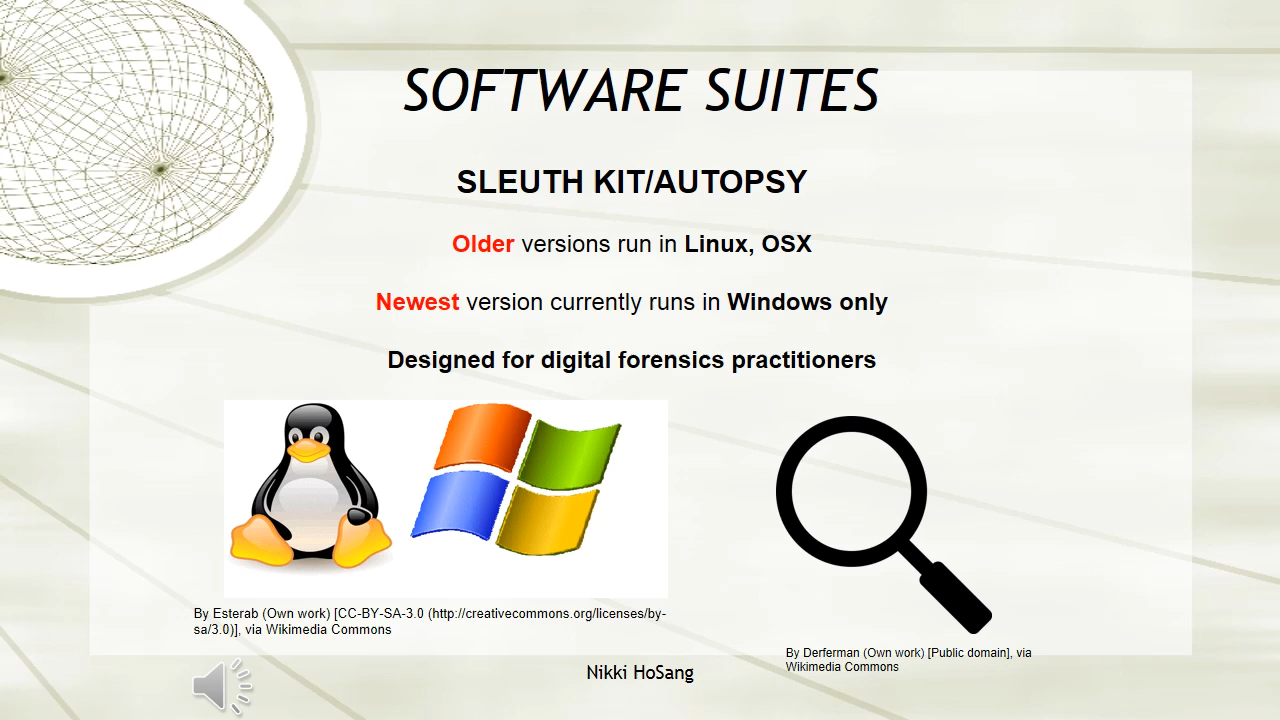 SOFTWARE SUITES
SLEUTH KIT/AUTOPSY
Older versions run in Linux, OSX
Newest version currently runs in Windows only
Designed for digital forensics practitioners
By Esterab (Own work) [CC-BY-SA-3.0 (http://creativecommons.org/licenses/by-
sa/3.0)], via Wikimedia Commons
By Derferman (Own work) [Public domain], via
Wikimedia Commons
Nikki HoSang